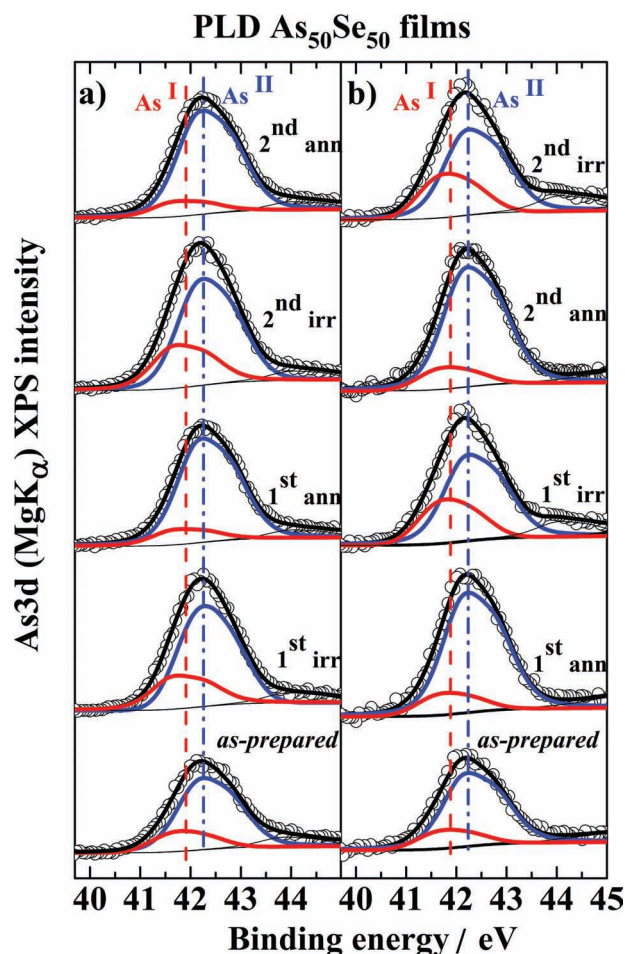 PLD As₅₀Se₅₀ films
As3d (MgKα) XPS intensity
a)
As I
As II
2nd ann
2nd irr
1st ann
1st irr
as-prepared
40 41 42 43 44
b)
As I
As II
2nd irr
2nd ann
1st irr
1st ann
as-prepared
40 41 42 43 44 45
Binding energy / eV